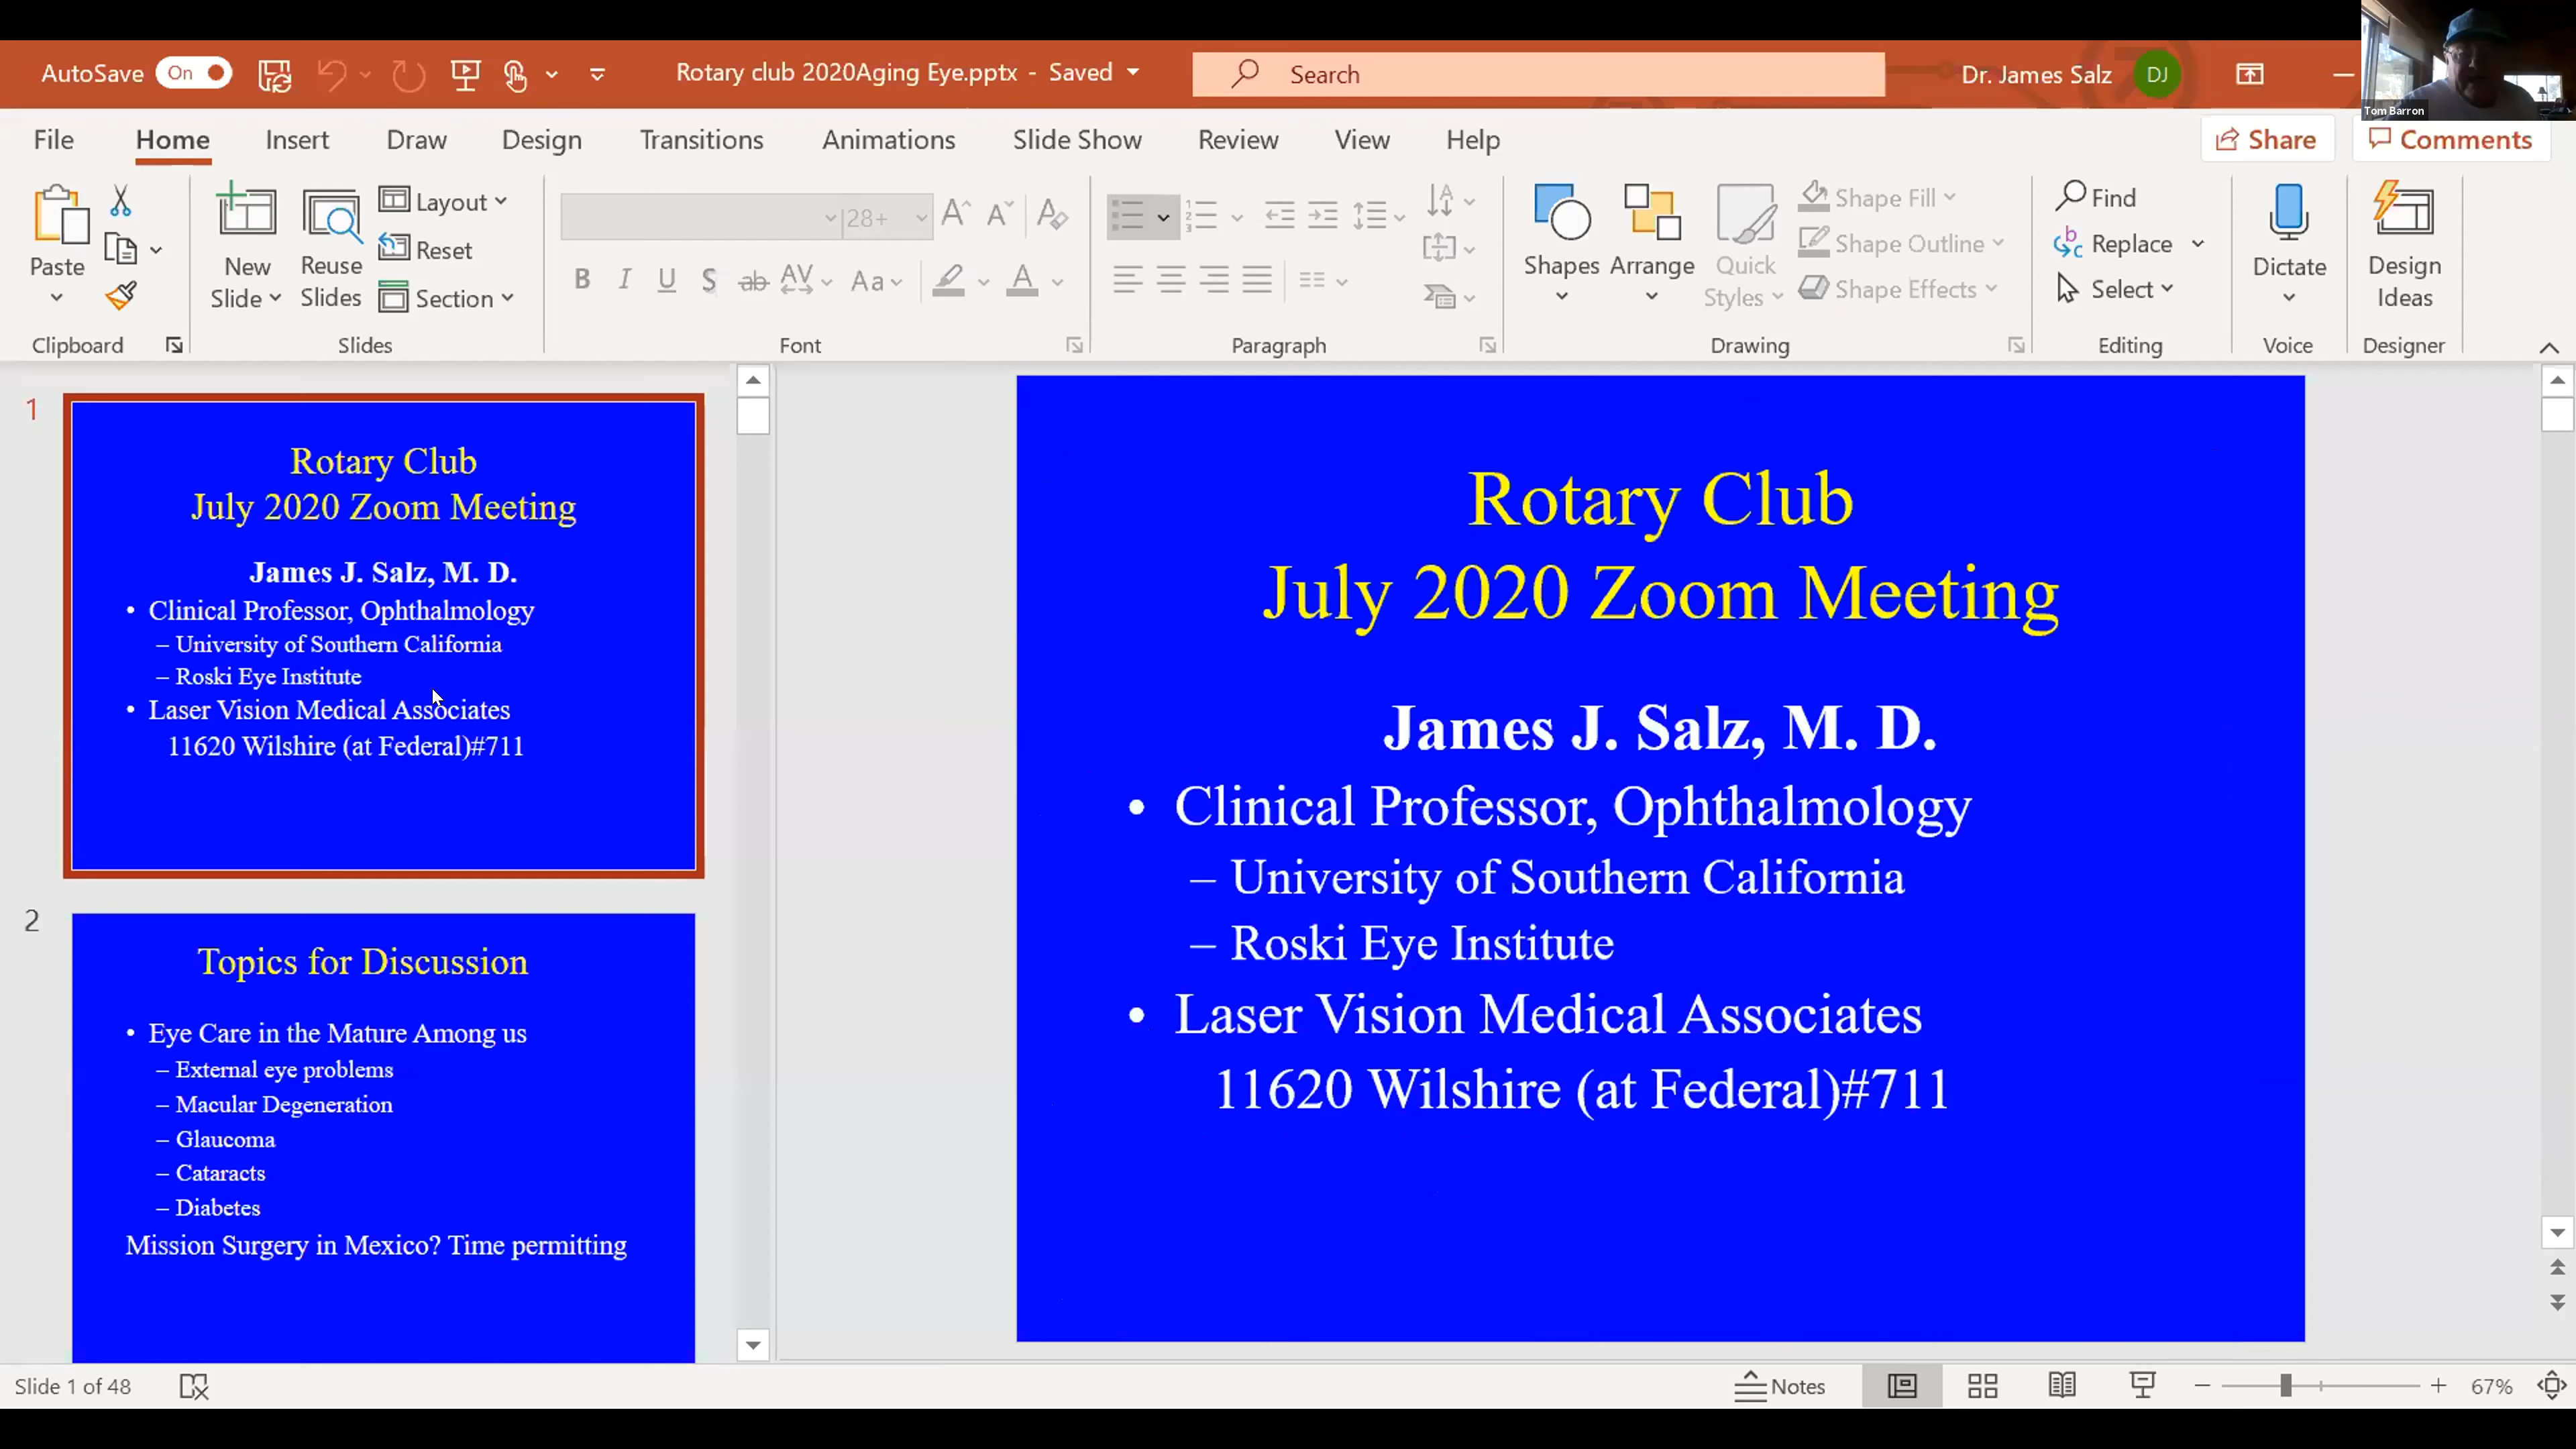 AutoSave On Rotary club 2020Aging Eye.pptx - Saved Search Dr. James Salz DJ
Tom Barron
File Home Insert Draw Design Transitions Animations Slide Show Review View Help Share Comments
Paste
New Slide
Reuse Slides
Layout
Reset
Section
28+
B I U S ab AV Aa A
Shapes
Arrange
Quick Styles
Shape Fill
Shape Outline
Shape Effects
Find
Replace
Select
Dictate
Design Ideas
Clipboard Slides Font Paragraph Drawing Editing Voice Designer
1
Rotary Club
July 2020 Zoom Meeting
James J. Salz, M. D.
• Clinical Professor, Ophthalmology
– University of Southern California
– Roski Eye Institute
• Laser Vision Medical Associates
11620 Wilshire (at Federal)#711
2
Topics for Discussion
• Eye Care in the Mature Among us
– External eye problems
– Macular Degeneration
– Glaucoma
– Cataracts
– Diabetes
Mission Surgery in Mexico? Time permitting
Rotary Club
July 2020 Zoom Meeting
James J. Salz, M. D.
• Clinical Professor, Ophthalmology
– University of Southern California
– Roski Eye Institute
• Laser Vision Medical Associates
11620 Wilshire (at Federal)#711
Slide 1 of 48 Notes 67%